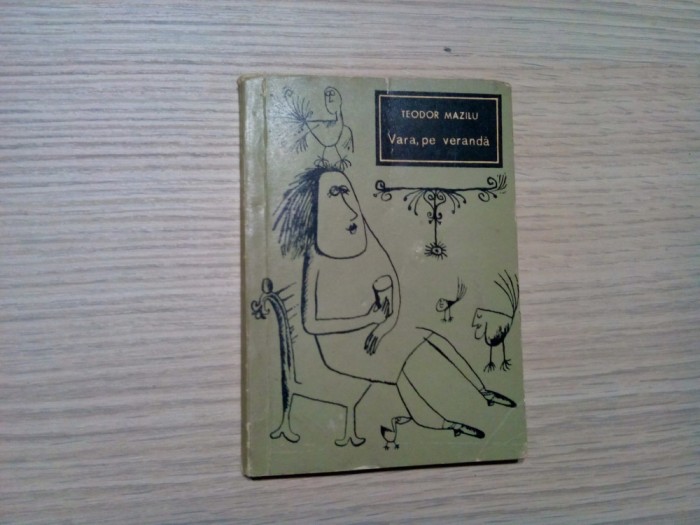 TEODOR MAZILU
Vara, pe verandă